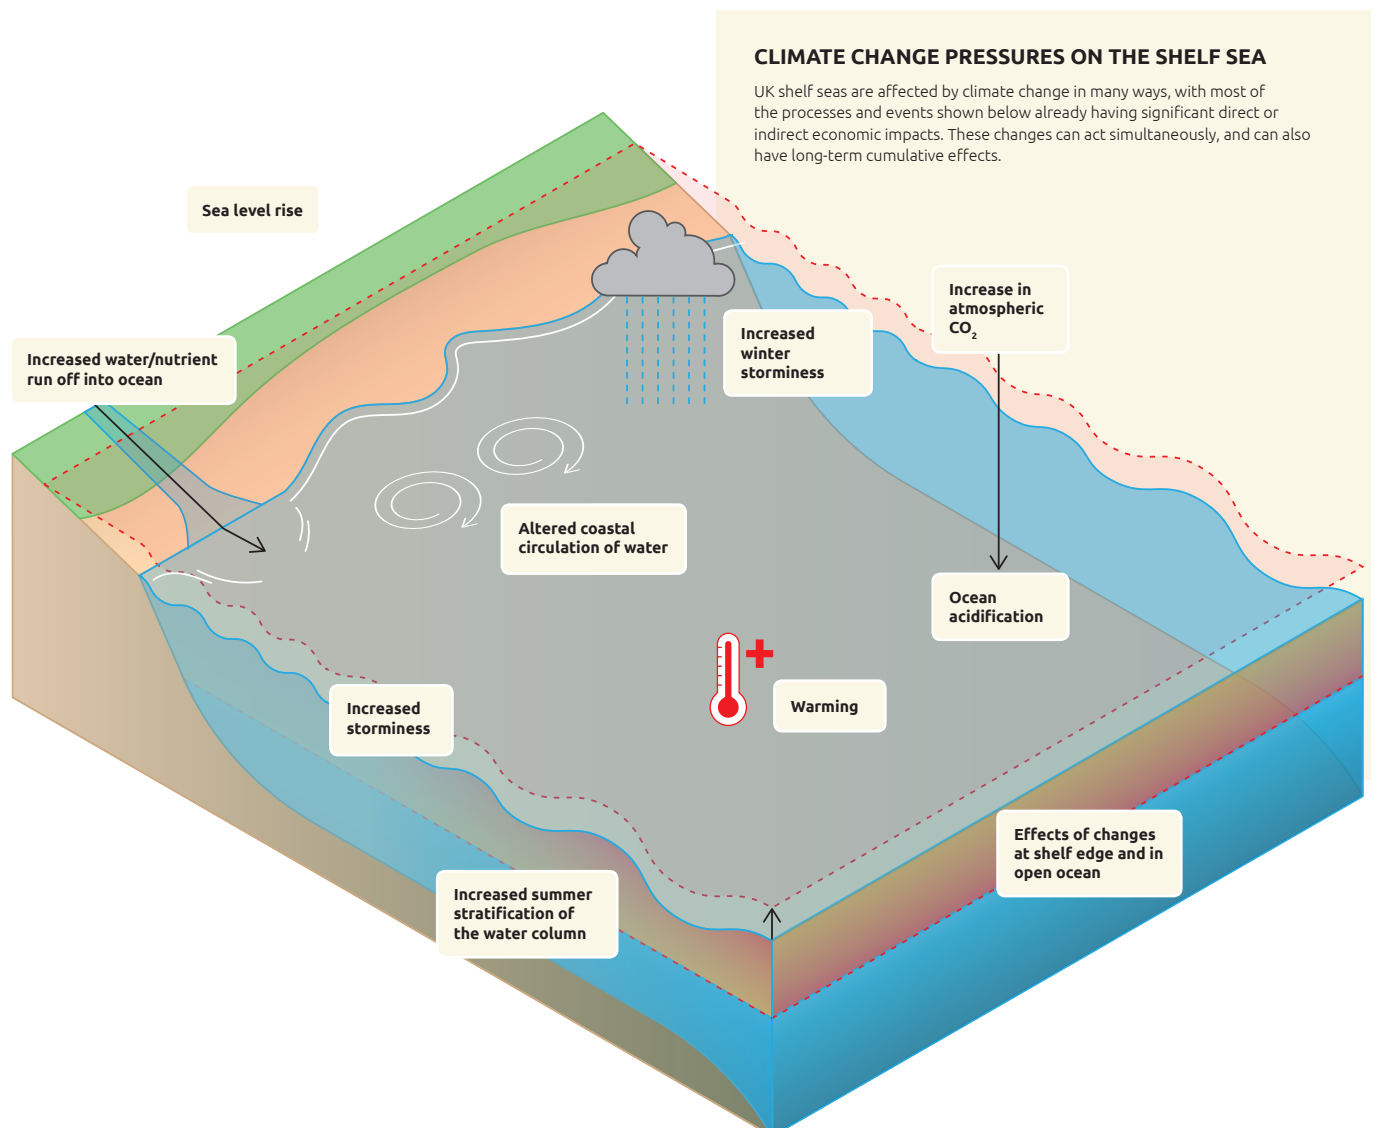 CLIMATE CHANGE PRESSURES ON THE SHELF SEA
UK shelf seas are affected by climate change in many ways, with most of
the processes and events shown below already having significant direct or
indirect economic impacts. These changes can act simultaneously, and can also
have long-term cumulative effects.
Sea level rise
Increase in
atmospheric
CO₂
Increased
winter
storminess
Increased water/nutrient
run off into ocean
Altered coastal
circulation of water
Ocean
acidification
Increased
storminess
Warming
Effects of changes
at shelf edge and in
open ocean
Increased summer
stratification of
the water column